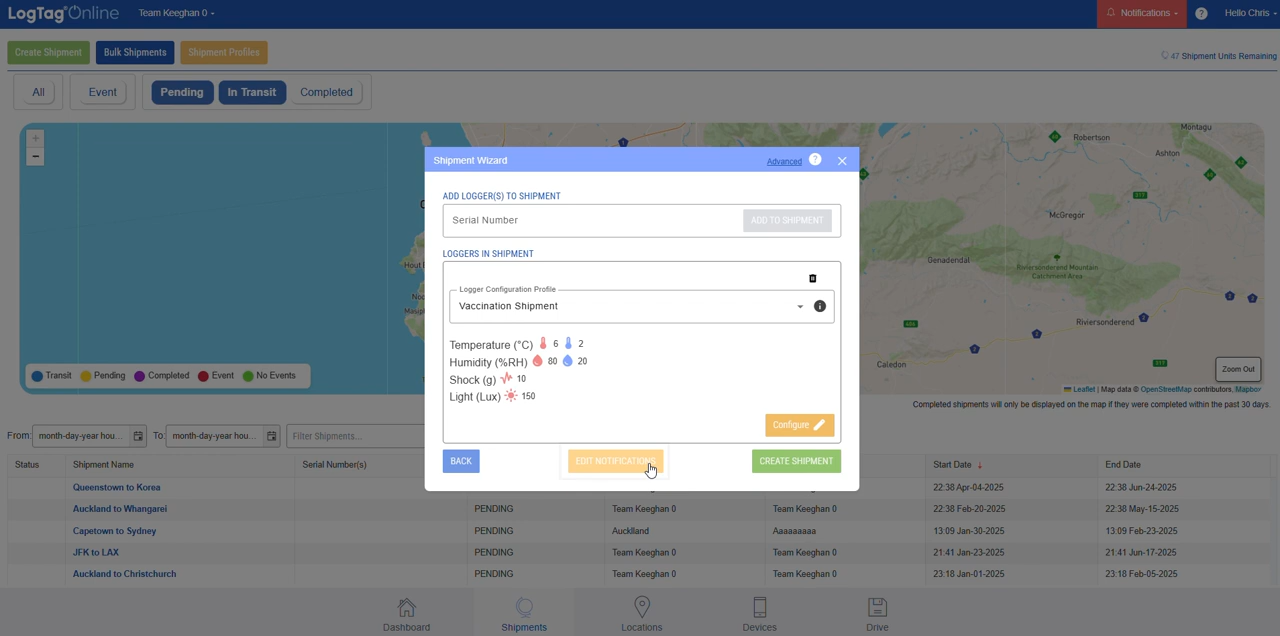 LogTag Online
Team Keeghan 0
Notifications
?
Hello Chris
Create Shipment
Bulk Shipments
Shipment Profiles
47 Shipment Units Remaining
All
Event
Pending
In Transit
Completed
+
−
Robertson
Montagu
Ashton
McGregor
Genadendal
Riviersonderend Mountain
Catchment Area
Riviersonderend
Caledon
Transit
Pending
Completed
Event
No Events
Zoom Out
Leaflet | Map data © OpenStreetMap contributors, Mapbox
Completed shipments will only be displayed on the map if they were completed within the past 30 days.
Shipment Wizard
Advanced
?
ADD LOGGER(S) TO SHIPMENT
Serial Number
ADD TO SHIPMENT
LOGGERS IN SHIPMENT
Logger Configuration Profile
Vaccination Shipment
Temperature (°C) 6 2
Humidity (%RH) 80 20
Shock (g) 10
Light (Lux) 150
Configure
BACK
EDIT NOTIFICATIONS
CREATE SHIPMENT
From: month-day-year hou...
To: month-day-year hou...
Filter Shipments...
Status
Shipment Name
Serial Number(s)
Start Date
End Date
Queenstown to Korea
22:38 Apr-04-2025
22:38 Jun-24-2025
Auckland to Whangarei
PENDING
Team Keeghan 0
Team Keeghan 0
22:38 Feb-20-2025
22:38 May-15-2025
Capetown to Sydney
PENDING
Aucklland
Aaaaaaaaa
13:09 Jan-30-2025
13:09 Feb-23-2025
JFK to LAX
PENDING
Team Keeghan 0
Team Keeghan 0
21:41 Jan-23-2025
21:41 Jun-17-2025
Auckland to Christchurch
PENDING
Team Keeghan 0
Team Keeghan 0
23:18 Jan-01-2025
23:18 Feb-05-2025
Dashboard
Shipments
Locations
Devices
Drive